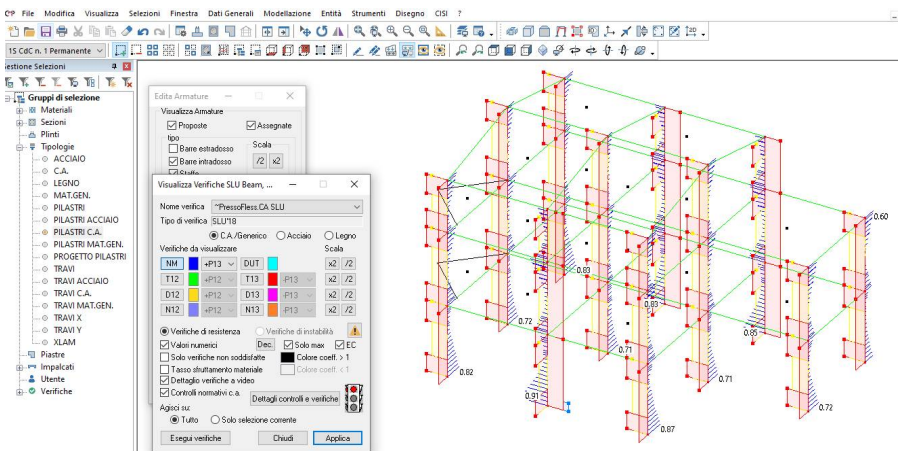 C²P File Modifica Visualizza Selezioni Finestra Dati Generali Modellazione Entità Strumenti Disegno CISI ?
1S CdC n. 1 Permanente
Gestione Selezioni
Gruppi di selezione
Materiali
Sezioni
Plinti
Tipologie
ACCIAIO
C.A.
LEGNO
MAT.GEN.
PILASTRI
PILASTRI ACCIAIO
PILASTRI C.A.
PILASTRI MAT.GEN.
PROGETTO PILASTRI
TRAVI
TRAVI ACCIAIO
TRAVI C.A.
TRAVI MAT.GEN.
TRAVI X
TRAVI Y
XLAM
Piastre
Impalcati
Utente
Verifiche
Edita Armature
Visualizza Armature
Proposte Assegnate
tipo
Barre estradosso
Scala
Barre intradosso
/2 x2
Staffe
Visualizza Verifiche SLU Beam, ...
Nome verifica ~PressoFless.CA SLU
Tipo di verifica SLU'18
C.A./Generico Acciaio Legno
Verifiche da visualizzare Scala
NM +P13 DUT x2 /2
T12 +P12 T13 -P13 x2 /2
D12 +P12 D13 -P13 x2 /2
N12 +P12 N13 -P13 x2 /2
Verifiche di resistenza Verifiche di instabilità
Valori numerici Dec. Solo max EC
Solo verifiche non soddisfatte Colore coeff. > 1
Tasso sfruttamento materiale Colore coeff. < 1
Dettaglio verifiche a video
Controlli normativi c.a. Dettagli controlli e verifiche
Agisci su:
Tutto Solo selezione corrente
Esegui verifiche Chiudi Applica
0.60
0.83
0.83
0.72
0.85
0.71
0.82
0.71
0.91
0.72
0.87